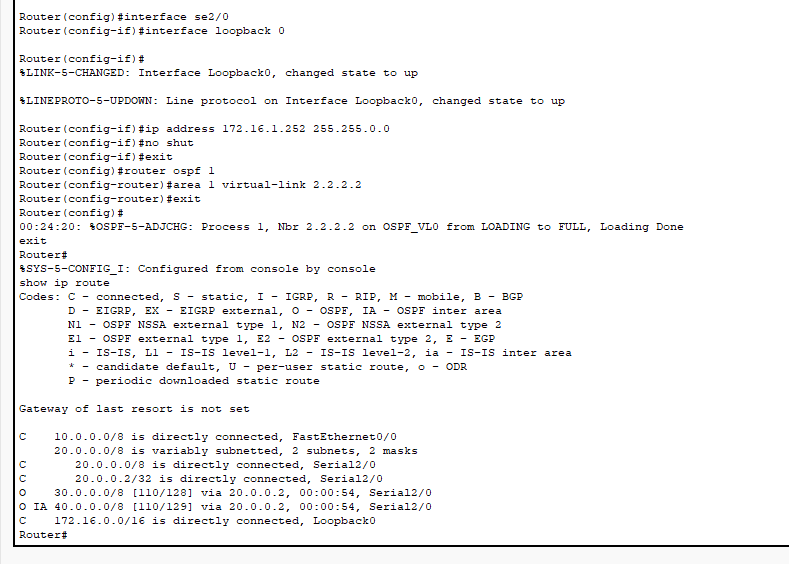 Router(config)#interface se2/0
Router(config-if)#interface loopback 0
Router(config-if)#
%LINK-5-CHANGED: Interface Loopback0, changed state to up
%LINEPROTO-5-UPDOWN: Line protocol on Interface Loopback0, changed state to up
Router(config-if)#ip address 172.16.1.252 255.255.0.0
Router(config-if)#no shut
Router(config-if)#exit
Router(config)#router ospf 1
Router(config-router)#area 1 virtual-link 2.2.2.2
Router(config-router)#exit
Router(config)#
00:24:20: %OSPF-5-ADJCHG: Process 1, Nbr 2.2.2.2 on OSPF_VL0 from LOADING to FULL, Loading Done
exit
Router#
%SYS-5-CONFIG_I: Configured from console by console
show ip route
Codes: C - connected, S - static, I - IGRP, R - RIP, M - mobile, B - BGP
       D - EIGRP, EX - EIGRP external, O - OSPF, IA - OSPF inter area
       N1 - OSPF NSSA external type 1, N2 - OSPF NSSA external type 2
       E1 - OSPF external type 1, E2 - OSPF external type 2, E - EGP
       i - IS-IS, L1 - IS-IS level-1, L2 - IS-IS level-2, ia - IS-IS inter area
       * - candidate default, U - per-user static route, o - ODR
       P - periodic downloaded static route
Gateway of last resort is not set
C    10.0.0.0/8 is directly connected, FastEthernet0/0
     20.0.0.0/8 is variably subnetted, 2 subnets, 2 masks
C       20.0.0.0/8 is directly connected, Serial2/0
C       20.0.0.2/32 is directly connected, Serial2/0
O    30.0.0.0/8 [110/128] via 20.0.0.2, 00:00:54, Serial2/0
O IA 40.0.0.0/8 [110/129] via 20.0.0.2, 00:00:54, Serial2/0
C    172.16.0.0/16 is directly connected, Loopback0
Router#